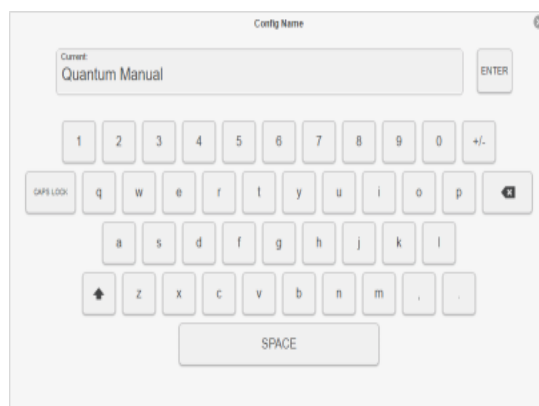 Config Name
Current:
Quantum Manual
ENTER
1 2 3 4 5 6 7 8 9 0 +/-
CAPS LOCK q w e r t y u i o p
a s d f g h j k l
z x c v b n m , .
SPACE